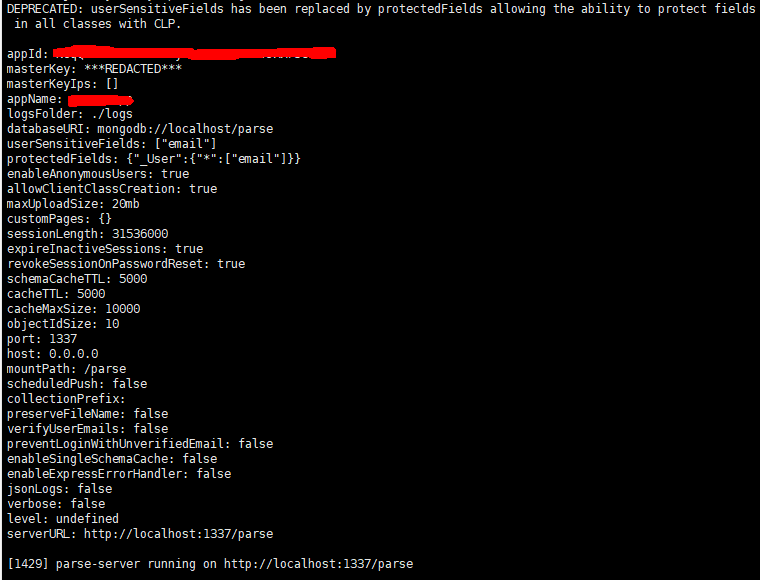 DEPRECATED: userSensitiveFields has been replaced by protectedFields allowing the ability to protect fields
in all classes with CLP.
appId:
masterKey: ***REDACTED***
masterKeyIps: []
appName:
logsFolder: ./logs
databaseURI: mongodb://localhost/parse
userSensitiveFields: ["email"]
protectedFields: {"_User":{"*":["email"]}}
enableAnonymousUsers: true
allowClientClassCreation: true
maxUploadSize: 20mb
customPages: {}
sessionLength: 31536000
expireInactiveSessions: true
revokeSessionOnPasswordReset: true
schemaCacheTTL: 5000
cacheTTL: 5000
cacheMaxSize: 10000
objectIdSize: 10
port: 1337
host: 0.0.0.0
mountPath: /parse
scheduledPush: false
collectionPrefix:
preserveFileName: false
verifyUserEmails: false
preventLoginWithUnverifiedEmail: false
enableSingleSchemaCache: false
enableExpressErrorHandler: false
jsonLogs: false
verbose: false
level: undefined
serverURL: http://localhost:1337/parse
[1429] parse-server running on http://localhost:1337/parse